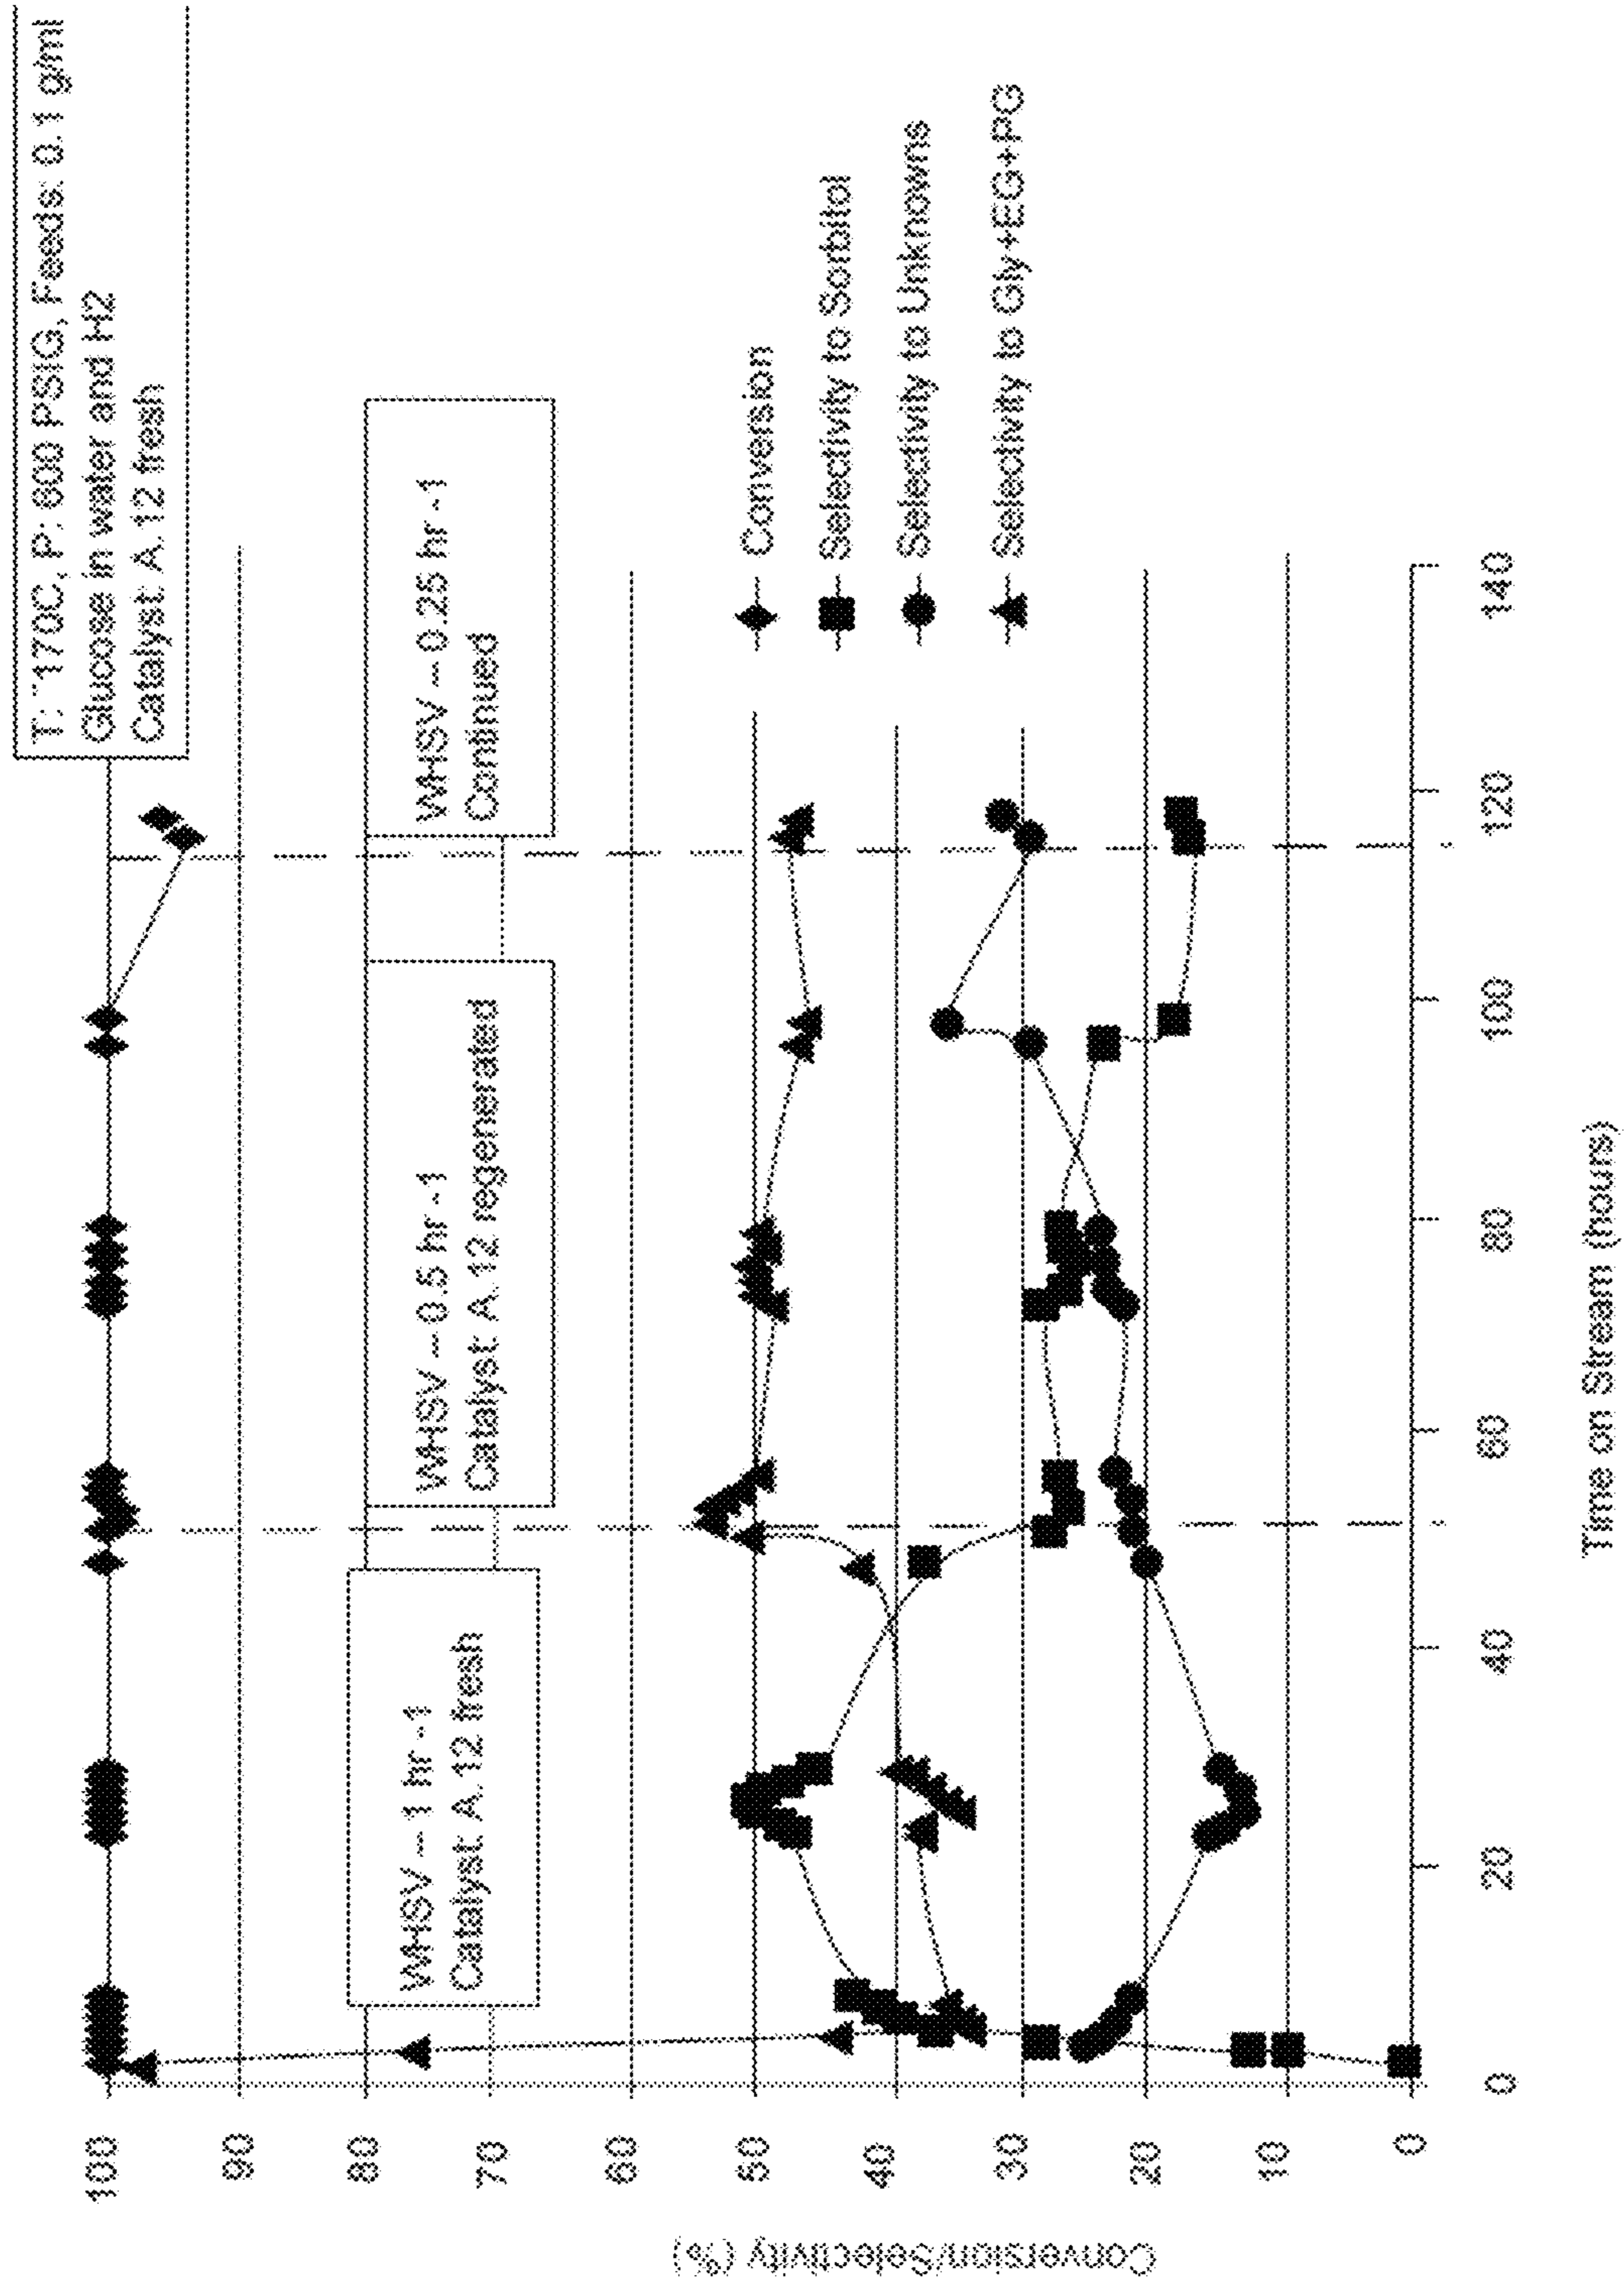 T: 170C, P: 600 PSIG, Feeds: 0.1 g/ml
Glucose in water and H2
Catalyst A.12 fresh
WHSV -- 1 hr -1
Catalyst A.12 fresh
WHSV -- 0.5 hr -1
Catalyst A.12 regenerated
WHSV -- 0.25 hr -1
Continued
Conversion
Selectivity to Sorbitol
Selectivity to Unknowns
Selectivity to Gly+EG+PG
Conversion/Selectivity (%)
100
90
80
70
60
50
40
30
20
10
0
0
20
40
60
80
100
120
140
Time on Stream (hours)